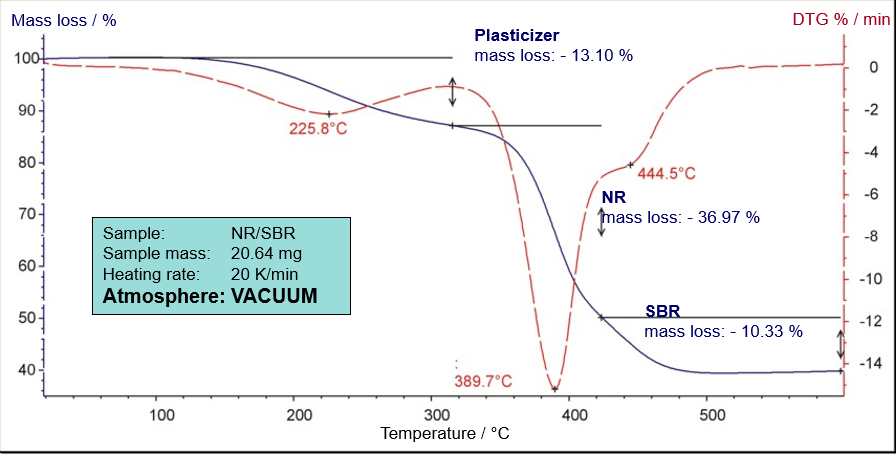 Mass loss / %
DTG % / min
Plasticizer
mass loss: - 13.10 %
100
90
80
70
60
50
40
0
-2
-4
-6
-8
-10
-12
-14
225.8°C
444.5°C
NR
mass loss: - 36.97 %
Sample: NR/SBR
Sample mass: 20.64 mg
Heating rate: 20 K/min
Atmosphere: VACUUM
SBR
mass loss: - 10.33 %
389.7°C
100 200 300 400 500
Temperature / °C